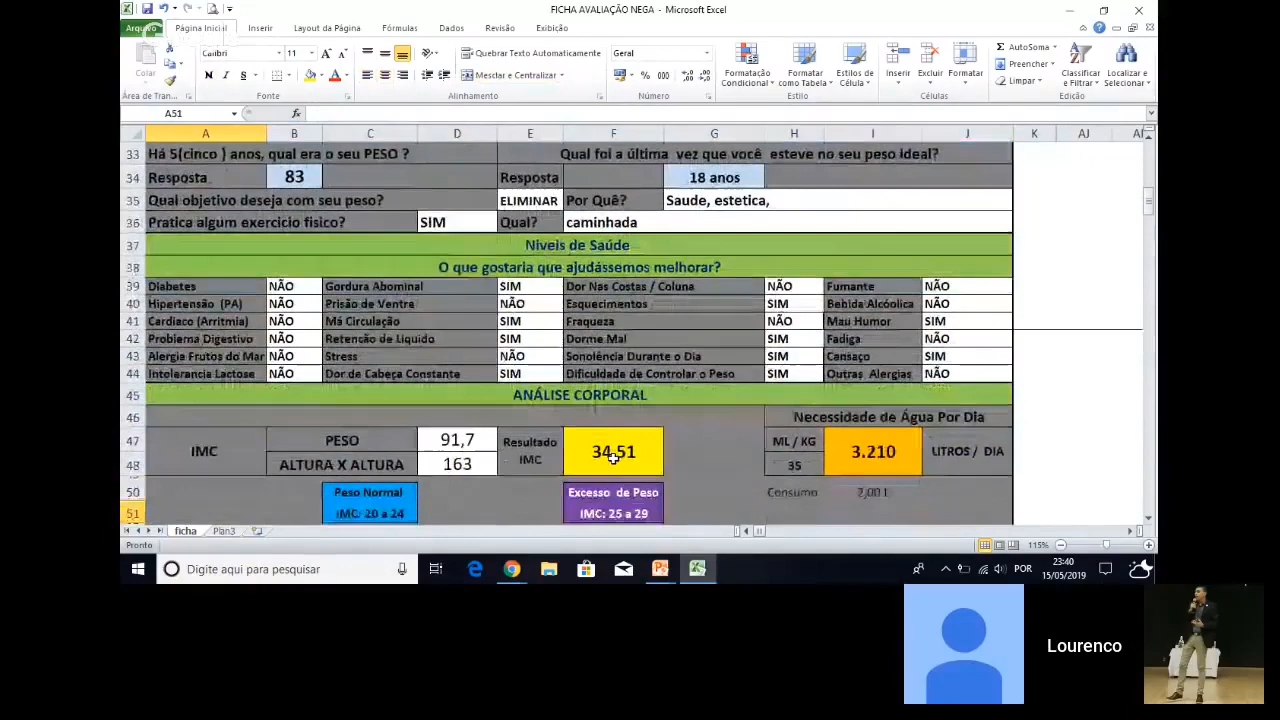 FICHA AVALIAÇÃO NEGA - Microsoft Excel
Arquivo Página Inicial Inserir Layout da Página Fórmulas Dados Revisão Exibição
Colar
Calibri 11
Quebrar Texto Automaticamente
Geral
Mesclar e Centralizar
Formatação Condicional
Formatar como Tabela
Estilos de Célula
Inserir Excluir Formatar
AutoSoma
Preencher
Limpar
Classificar e Filtrar
Localizar e Selecionar
Área de Tran... Fonte Alinhamento Número Estilo Células Edição
A51 fx
A B C D E F G H I J K AJ
33 Há 5(cinco ) anos, qual era o seu PESO ? Qual foi a última vez que você esteve no seu peso ideal?
34 Resposta 83 Resposta 18 anos
35 Qual objetivo deseja com seu peso? ELIMINAR Por Quê? Saude, estetica,
36 Pratica algum exercicio fisico? SIM Qual? caminhada
37 Niveis de Saúde
38 O que gostaria que ajudássemos melhorar?
39 Diabetes NÃO Gordura Abominal SIM Dor Nas Costas / Coluna NÃO Fumante NÃO
40 Hipertensão (PA) NÃO Prisão de Ventre NÃO Esquecimentos SIM Bebida Alcóolica NÃO
41 Cardiaco (Arritmia) NÃO Má Circulação SIM Fraqueza NÃO Mau Humor SIM
42 Problema Digestivo NÃO Retencão de Liquido SIM Dorme Mal SIM Fadiga NÃO
43 Alergia Frutos do Mar NÃO Stress NÃO Sonolência Durante o Dia SIM Cansaço SIM
44 Intolerancia Lactose NÃO Dor de Cabeça Constante SIM Dificuldade de Controlar o Peso SIM Outras Alergias NÃO
45 ANÁLISE CORPORAL
46 Necessidade de Água Por Dia
47 IMC PESO 91,7 Resultado IMC 34,51 ML / KG 3.210 LITROS / DIA
48 ALTURA X ALTURA 163 35
50 Peso Normal Excesso de Peso Consumo
51 IMC: 20 a 24 IMC: 25 a 29
ficha Plan3
Pronto 115%
Digite aqui para pesquisar
POR
23:40
15/05/2019
Lourenco